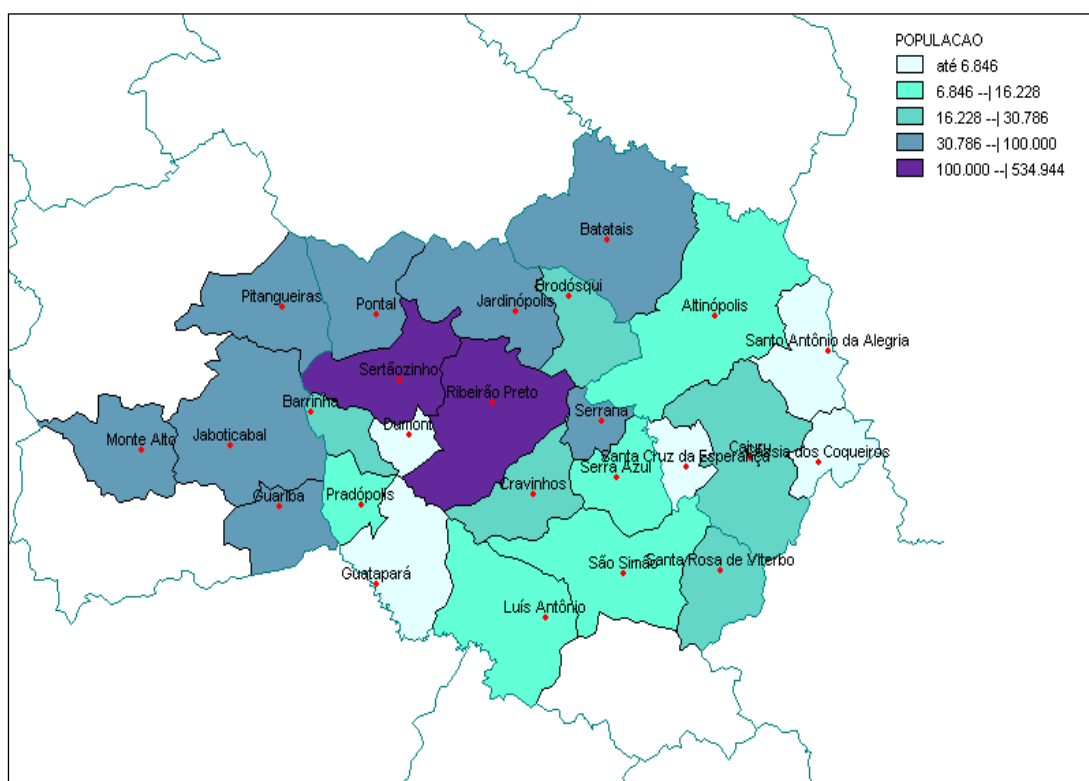 POPULACAO
até 6.846
6.846 --| 16.228
16.228 --| 30.786
30.786 --| 100.000
100.000 --| 534.944
Batatais
Brodósqui
Pitangueiras
Pontal
Jardinópolis
Altinópolis
Santo Antônio da Alegria
Sertãozinho
Ribeirão Preto
Barrinha
Dumont
Serrana
Monte Alto
Jaboticabal
Cajuru
Cássia dos Coqueiros
Santa Cruz da Esperança
Serra Azul
Cravinhos
Guariba
Pradópolis
São Simão
Santa Rosa de Viterbo
Guatapará
Luís Antônio